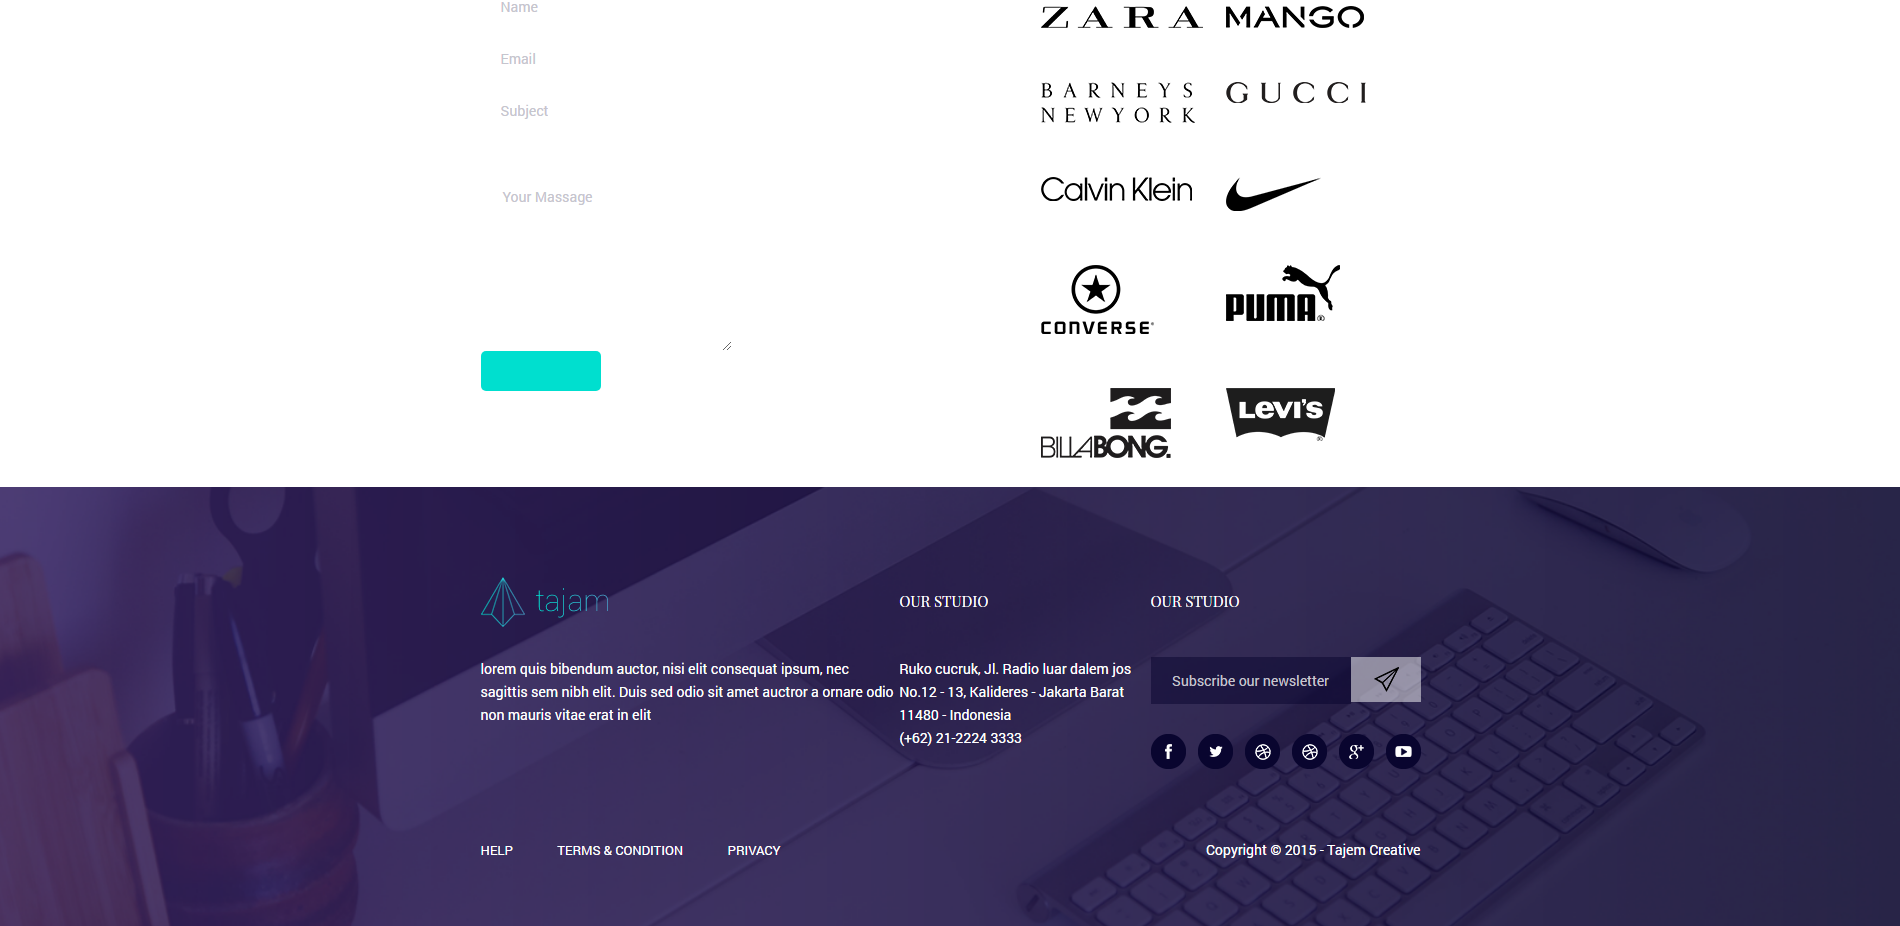 Name
Email
Subject
Your Massage
ZARA
MANGO
BARNEYS
NEWYORK
GUCCI
Calvin Klein
CONVERSE®
PUMA®
BILLABONG.
LEVI'S®
tajam
lorem quis bibendum auctor, nisi elit consequat ipsum, nec
sagittis sem nibh elit. Duis sed odio sit amet auctror a ornare odio
non mauris vitae erat in elit
OUR STUDIO
Ruko cucruk, Jl. Radio luar dalem jos
No.12 - 13, Kalideres - Jakarta Barat
11480 - Indonesia
(+62) 21-2224 3333
OUR STUDIO
Subscribe our newsletter
HELP
TERMS & CONDITION
PRIVACY
Copyright © 2015 - Tajem Creative